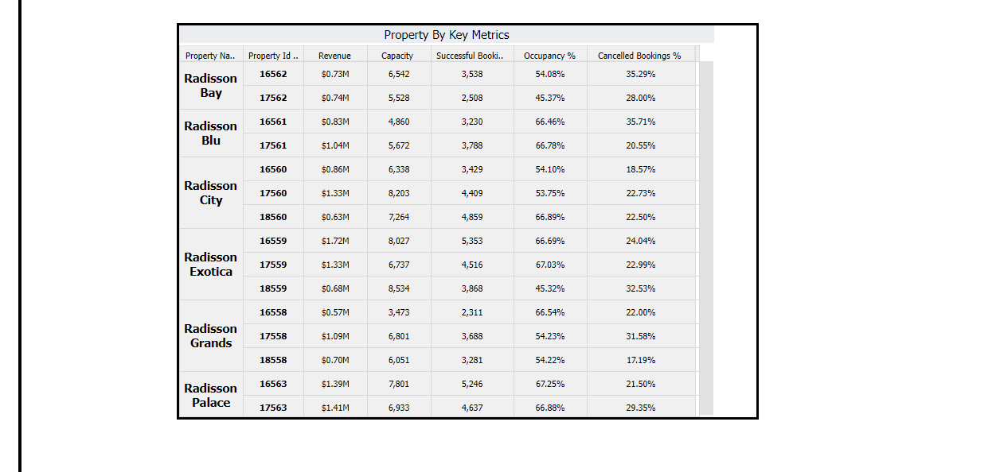 Property By Key Metrics
Property Na.. Property Id .. Revenue Capacity Successful Booki.. Occupancy % Cancelled Bookings %
Radisson Bay 16562 $0.73M 6,542 3,538 54.08% 35.29%
17562 $0.74M 5,528 2,508 45.37% 28.00%
Radisson Blu 16561 $0.83M 4,860 3,230 66.46% 35.71%
17561 $1.04M 5,672 3,788 66.78% 20.55%
Radisson City 16560 $0.86M 6,338 3,429 54.10% 18.57%
17560 $1.33M 8,203 4,409 53.75% 22.73%
18560 $0.63M 7,264 4,859 66.89% 22.50%
Radisson Exotica 16559 $1.72M 8,027 5,353 66.69% 24.04%
17559 $1.33M 6,737 4,516 67.03% 22.99%
18559 $0.68M 8,534 3,868 45.32% 32.53%
Radisson Grands 16558 $0.57M 3,473 2,311 66.54% 22.00%
17558 $1.09M 6,801 3,688 54.23% 31.58%
18558 $0.70M 6,051 3,281 54.22% 17.19%
Radisson Palace 16563 $1.39M 7,801 5,246 67.25% 21.50%
17563 $1.41M 6,933 4,637 66.88% 29.35%